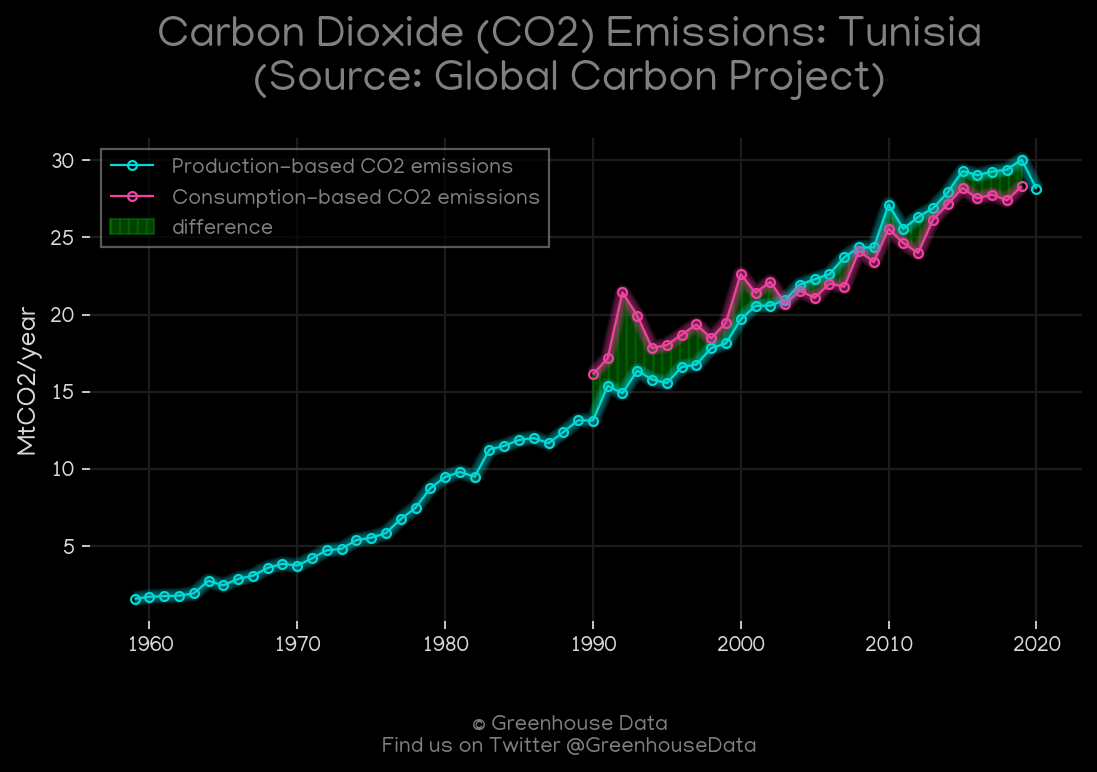 Carbon Dioxide (CO2) Emissions: Tunisia
(Source: Global Carbon Project)
Production-based CO2 emissions
Consumption-based CO2 emissions
difference
MtCO2/year
30
25
20
15
10
5
1960
1970
1980
1990
2000
2010
2020
© Greenhouse Data
Find us on Twitter @GreenhouseData